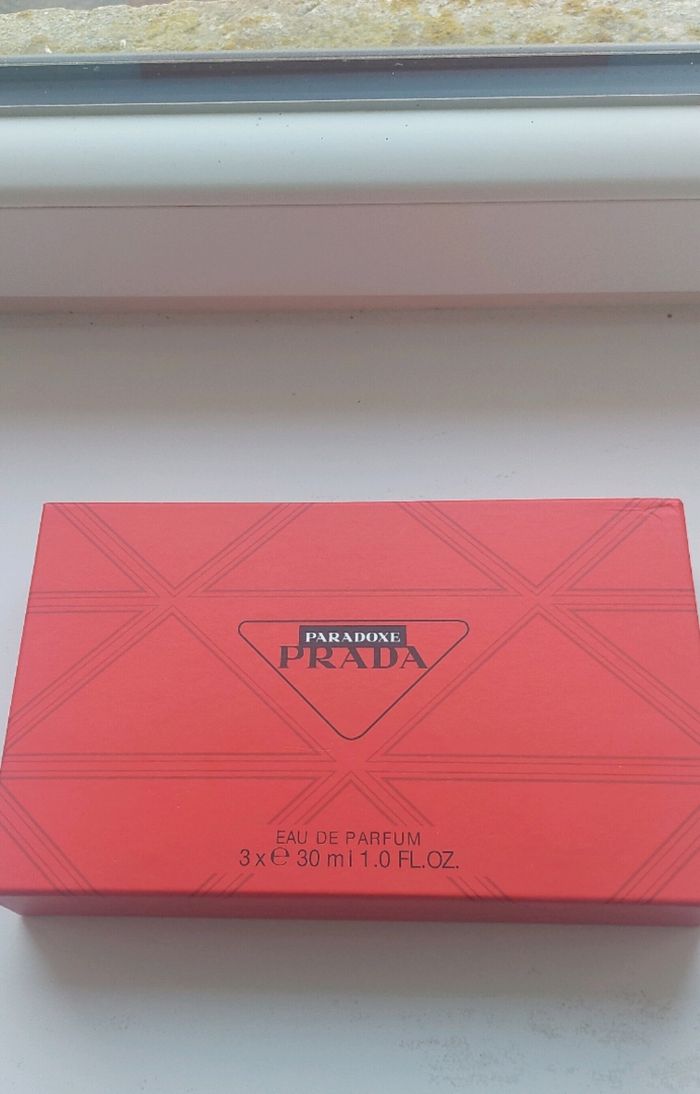 PARADOXE
PRADA
EAU DE PARFUM
3 x ℮ 30 ml 1.0 FL.OZ.